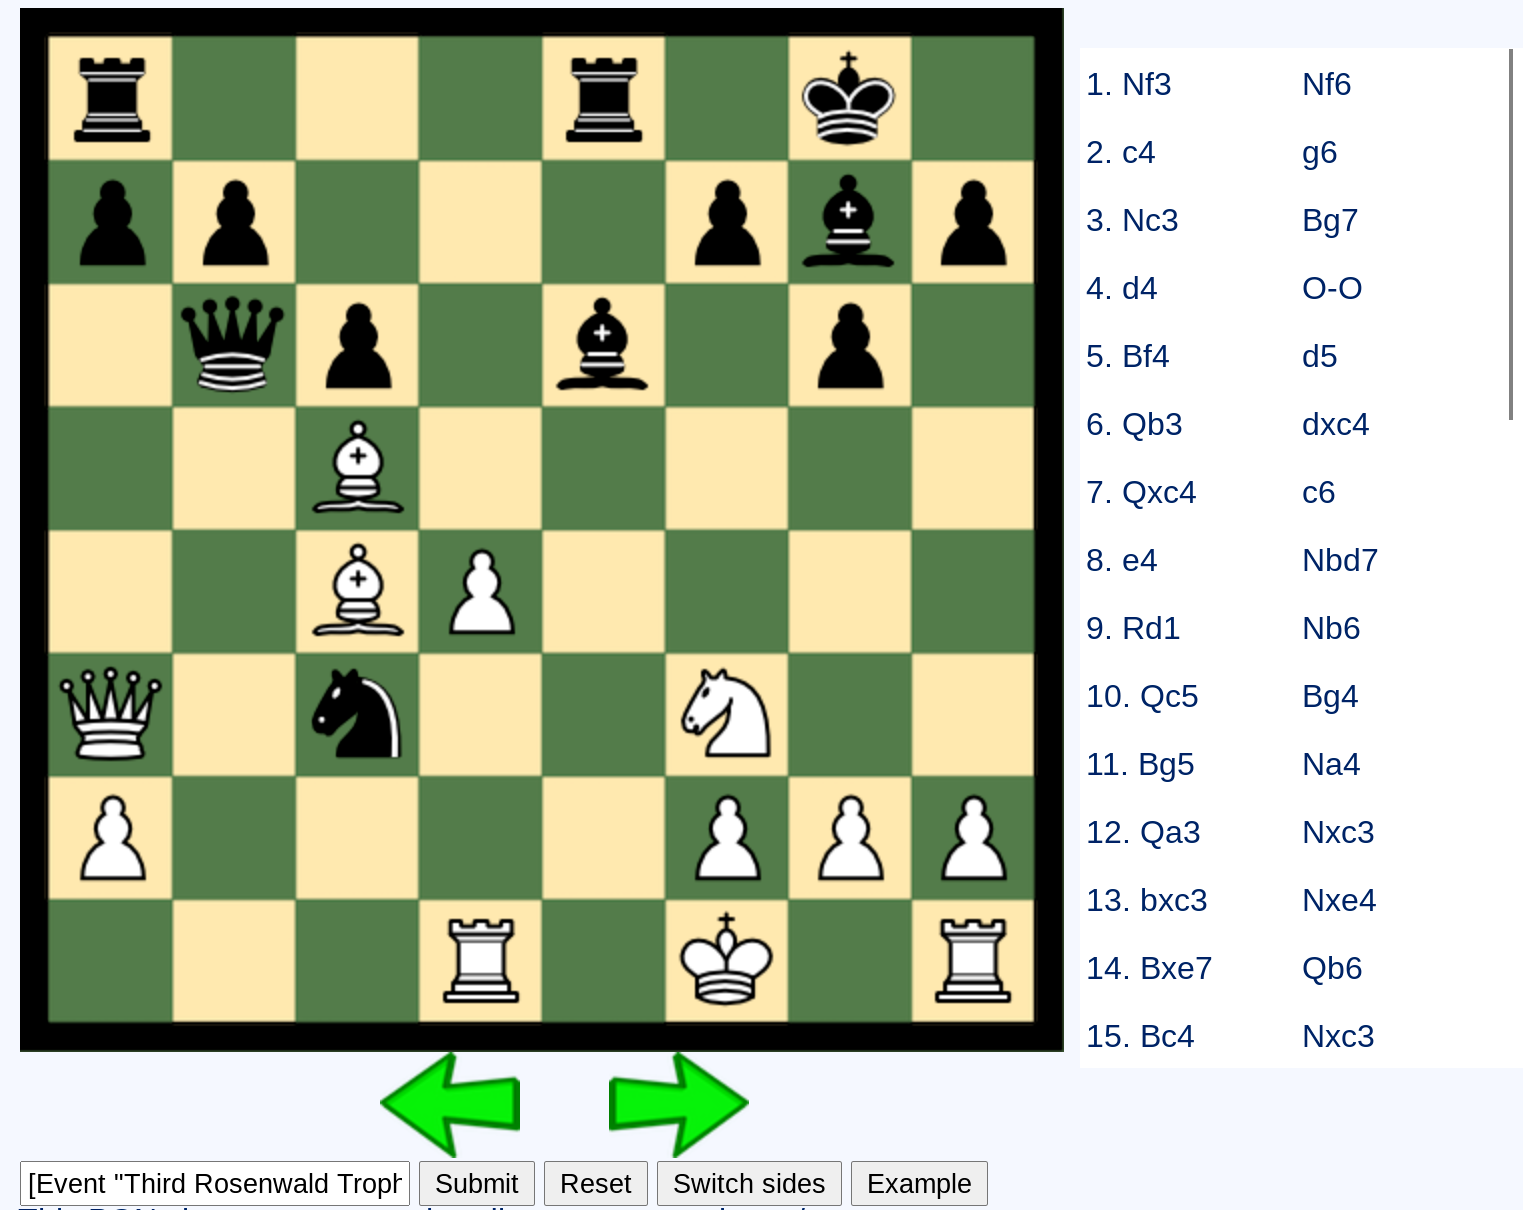 1. Nf3 Nf6
2. c4 g6
3. Nc3 Bg7
4. d4 O-O
5. Bf4 d5
6. Qb3 dxc4
7. Qxc4 c6
8. e4 Nbd7
9. Rd1 Nb6
10. Qc5 Bg4
11. Bg5 Na4
12. Qa3 Nxc3
13. bxc3 Nxe4
14. Bxe7 Qb6
15. Bc4 Nxc3
[Event "Third Rosenwald Troph Submit Reset Switch sides Example